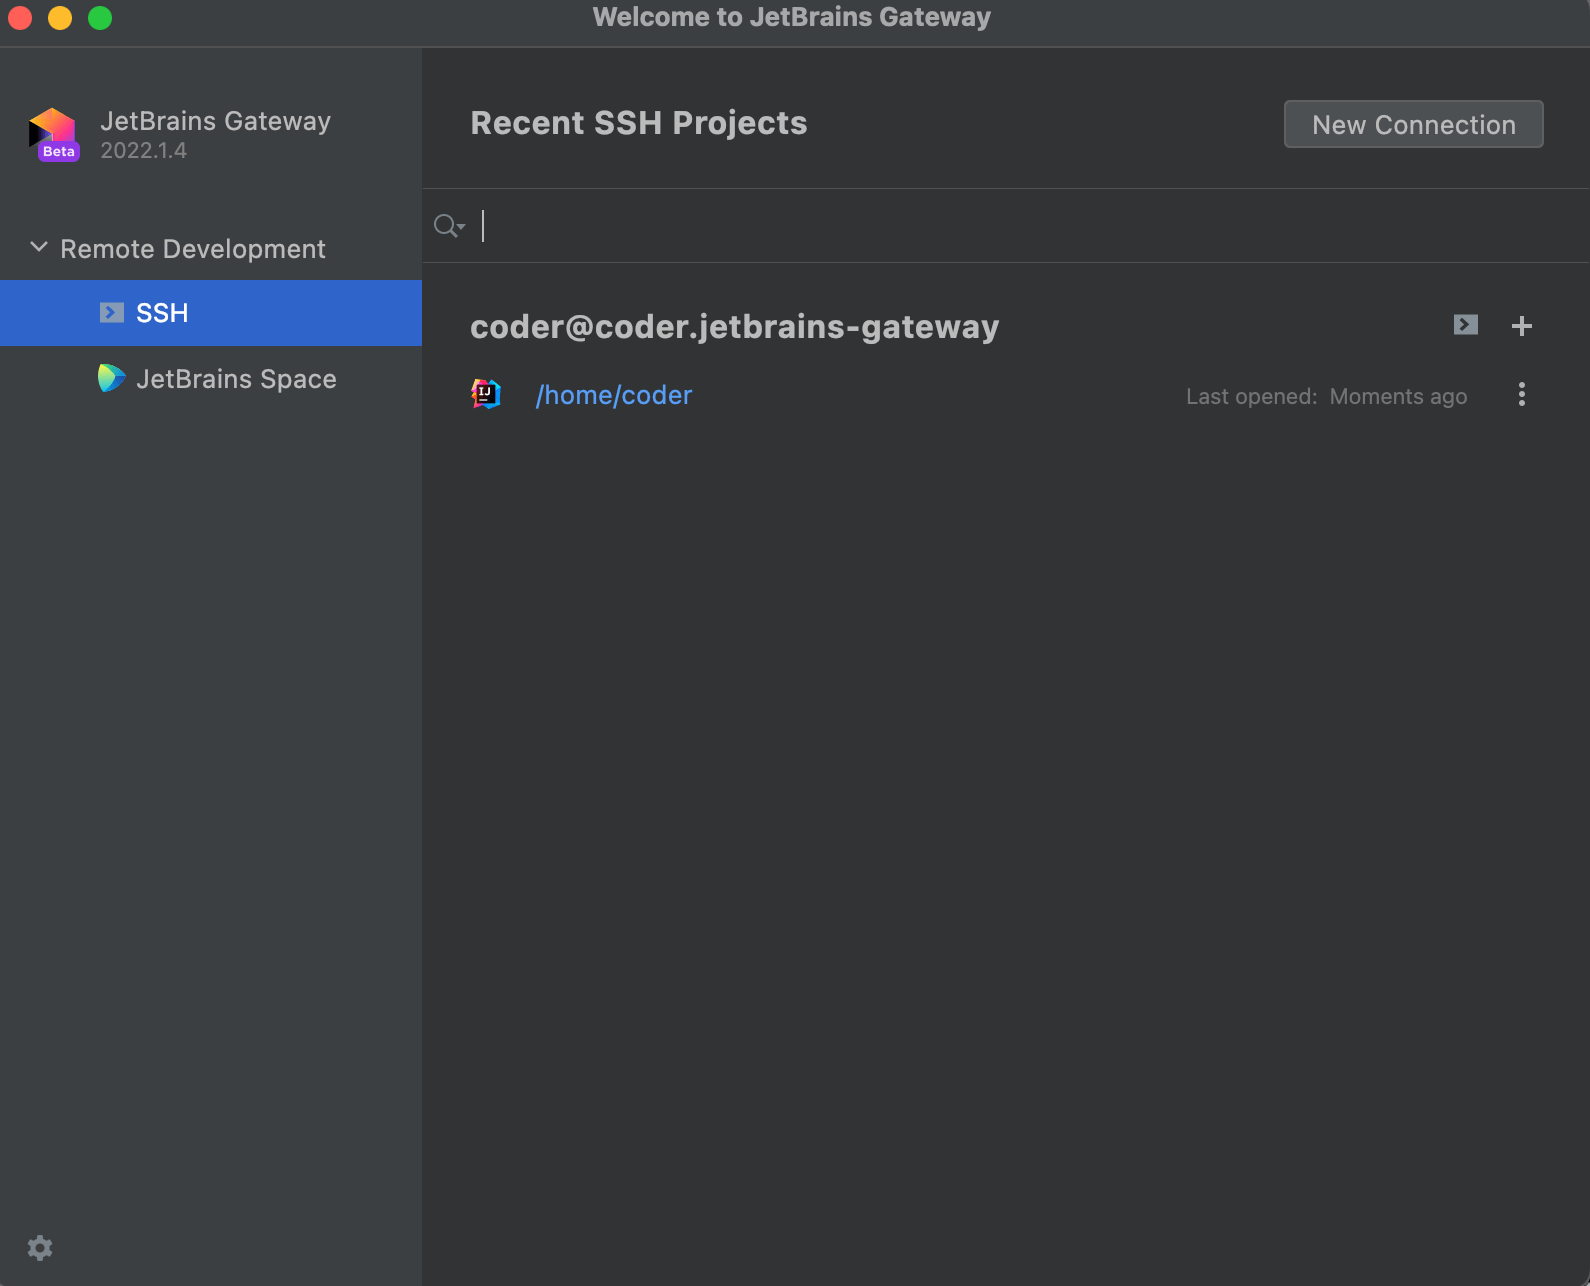 Welcome to JetBrains Gateway
JetBrains Gateway
2022.1.4
Beta
Remote Development
SSH
JetBrains Space
Recent SSH Projects
New Connection
coder@coder.jetbrains-gateway
IJ
/home/coder
Last opened: Moments ago